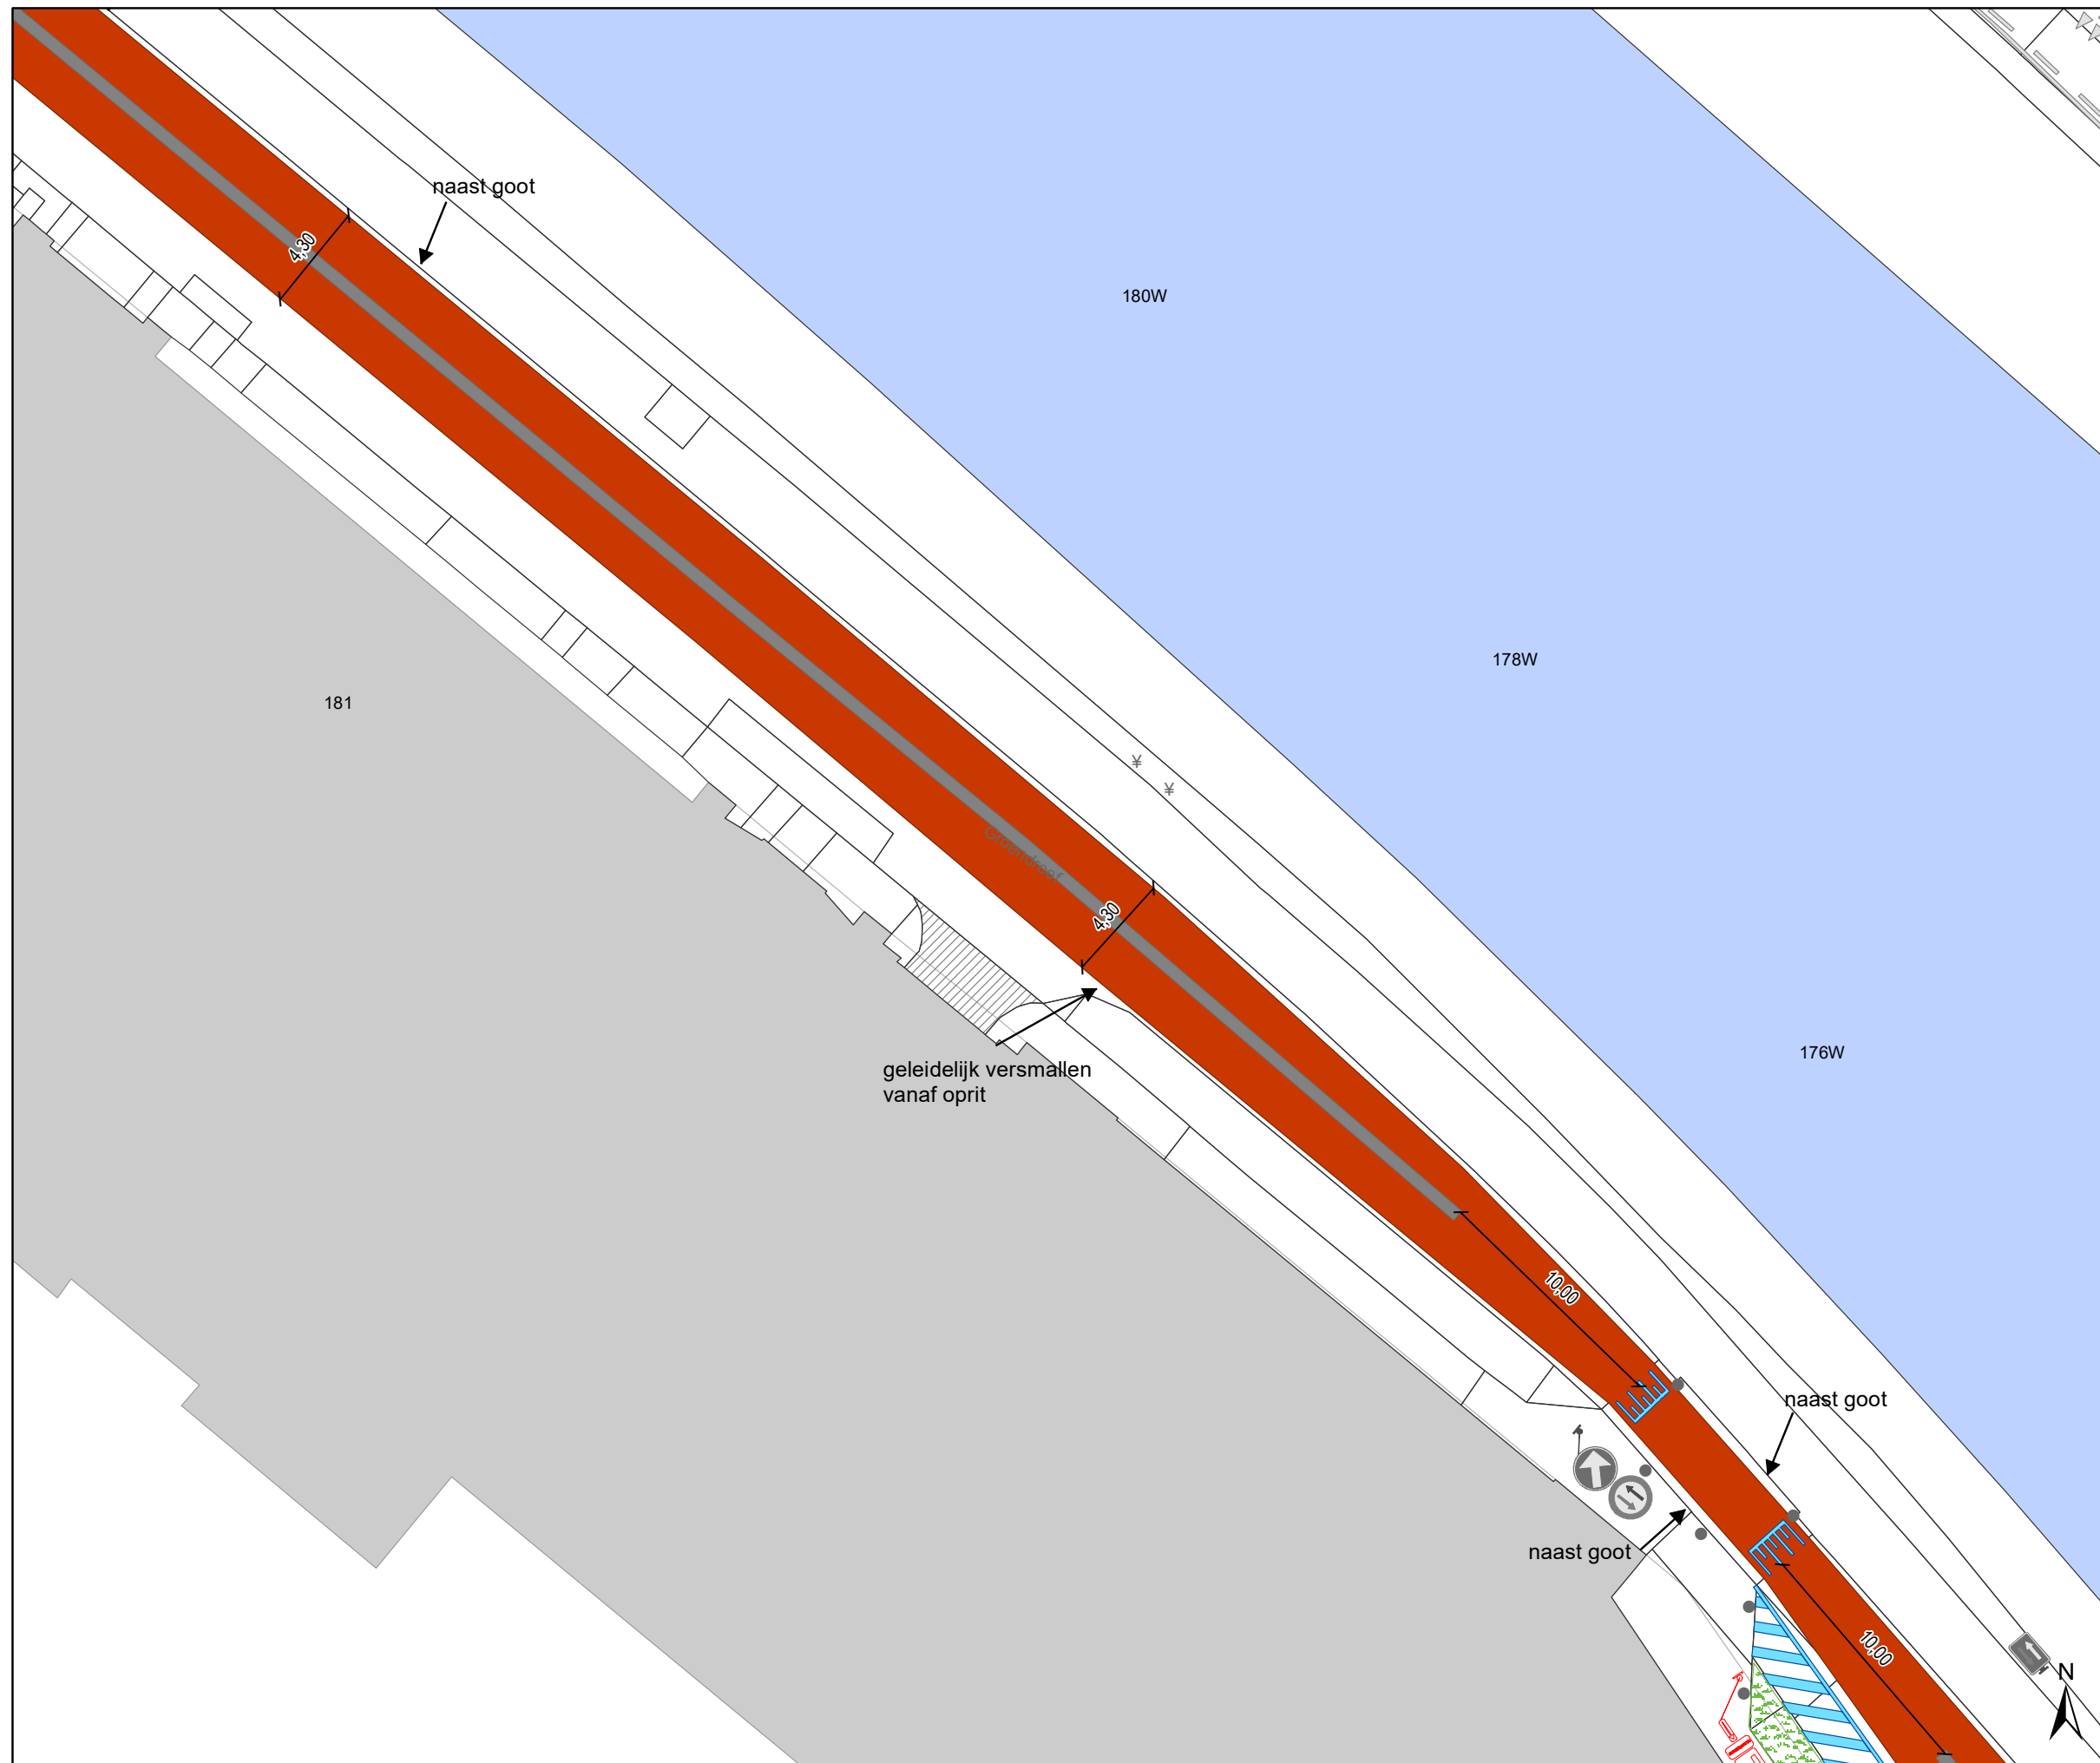 naast goot
4,30
180W
178W
181
Groendreef
4,30
geleidelijk versmallen
vanaf oprit
176W
10,00
naast goot
naast goot
10,00
N